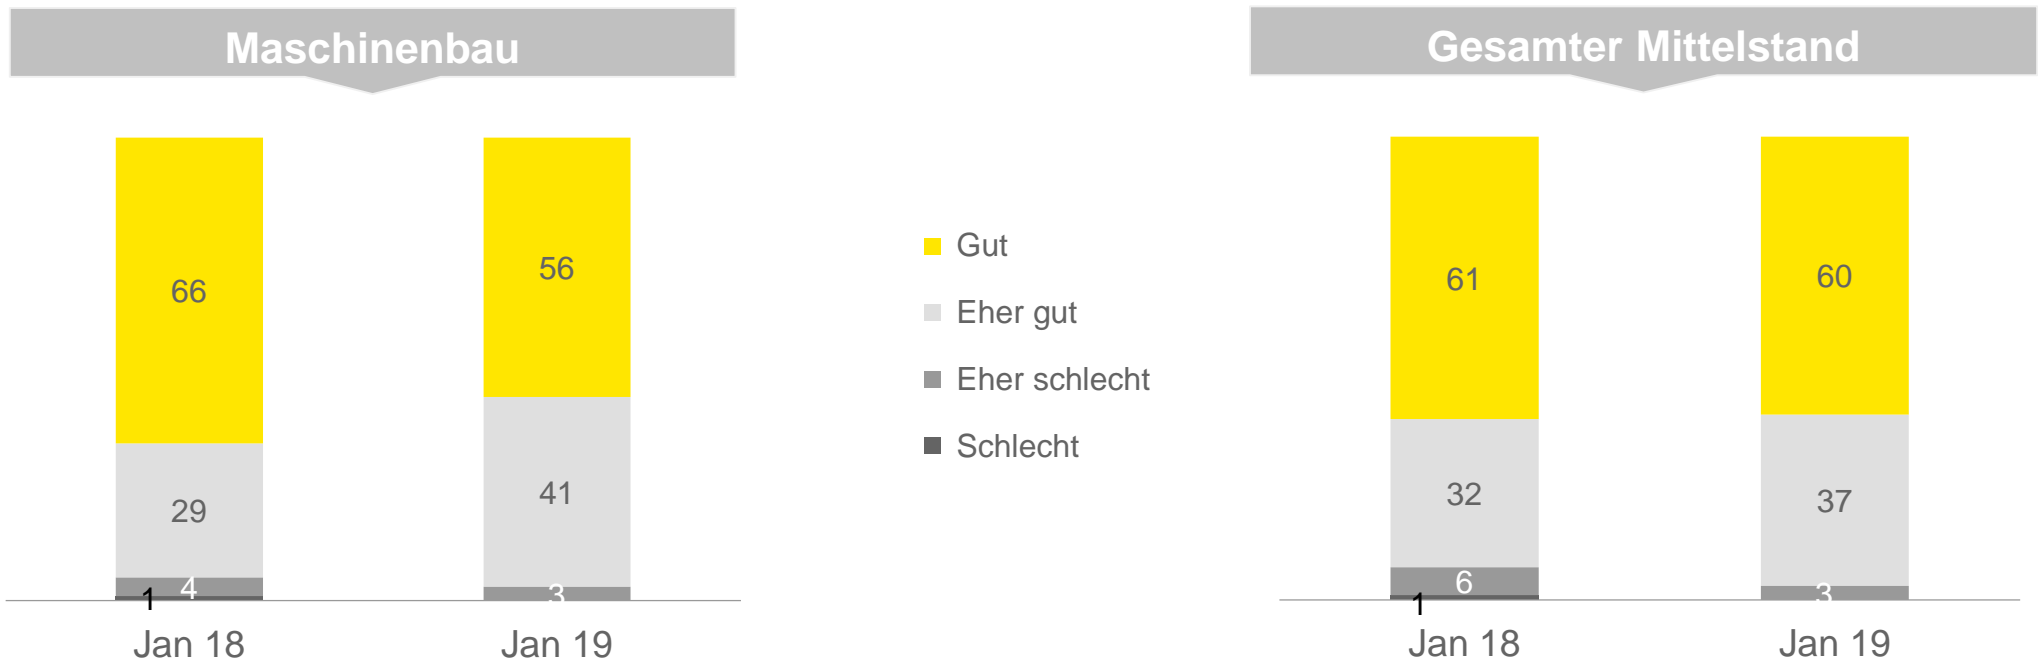 Maschinenbau
66
56
29
41
4
3
1
Jan 18
Jan 19
Gut
Eher gut
Eher schlecht
Schlecht
Gesamter Mittelstand
61
60
32
37
6
3
1
Jan 18
Jan 19